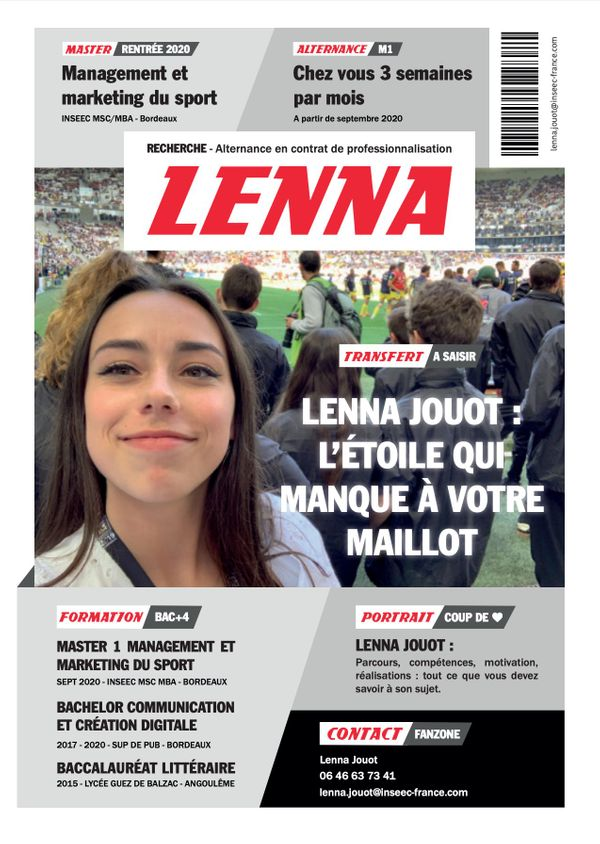 MASTER RENTRÉE 2020
Management et
marketing du sport
INSEEC MSC/MBA - Bordeaux
ALTERNANCE M1
Chez vous 3 semaines
par mois
A partir de septembre 2020
lenna.jouot@inseec-france.com
RECHERCHE - Alternance en contrat de professionnalisation
LENNA
TRANSFERT A SAISIR
LENNA JOUOT :
L'ÉTOILE QUI
MANQUE À VOTRE
MAILLOT
FORMATION BAC+4
MASTER 1 MANAGEMENT ET
MARKETING DU SPORT
SEPT 2020 - INSEEC MSC MBA - BORDEAUX
BACHELOR COMMUNICATION
ET CRÉATION DIGITALE
2017 - 2020 - SUP DE PUB - BORDEAUX
BACCALAURÉAT LITTÉRAIRE
2015 - LYCÉE GUEZ DE BALZAC - ANGOULÊME
PORTRAIT COUP DE ♥
LENNA JOUOT :
Parcours, compétences, motivation,
réalisations : tout ce que vous devez
savoir à son sujet.
CONTACT FANZONE
Lenna Jouot
06 46 63 73 41
lenna.jouot@inseec-france.com